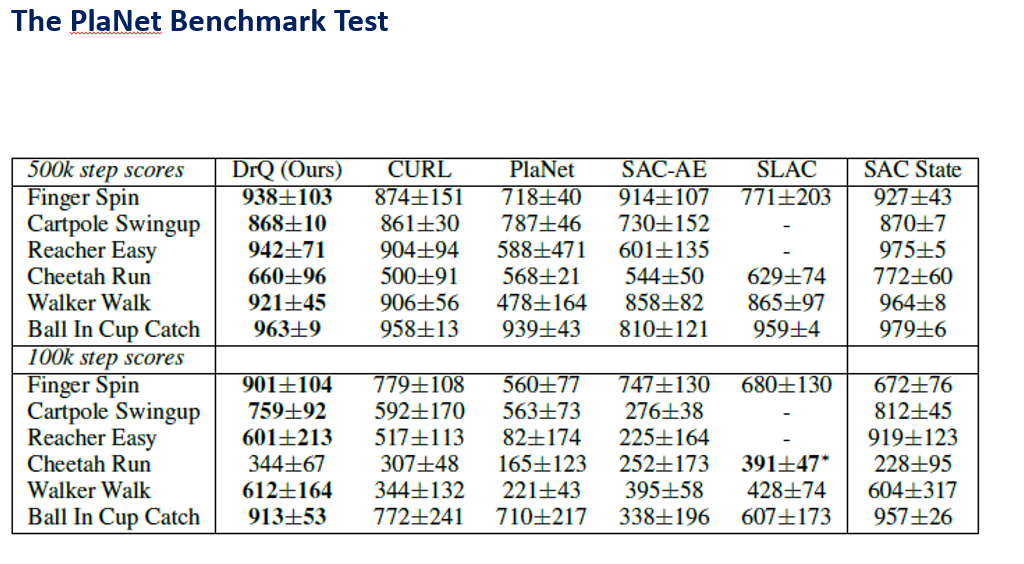 The PlaNet Benchmark Test
500k step scores DrQ (Ours) CURL PlaNet SAC-AE SLAC SAC State
Finger Spin 938±103 874±151 718±40 914±107 771±203 927±43
Cartpole Swingup 868±10 861±30 787±46 730±152 - 870±7
Reacher Easy 942±71 904±94 588±471 601±135 - 975±5
Cheetah Run 660±96 500±91 568±21 544±50 629±74 772±60
Walker Walk 921±45 906±56 478±164 858±82 865±97 964±8
Ball In Cup Catch 963±9 958±13 939±43 810±121 959±4 979±6
100k step scores
Finger Spin 901±104 779±108 560±77 747±130 680±130 672±76
Cartpole Swingup 759±92 592±170 563±73 276±38 - 812±45
Reacher Easy 601±213 517±113 82±174 225±164 - 919±123
Cheetah Run 344±67 307±48 165±123 252±173 391±47* 228±95
Walker Walk 612±164 344±132 221±43 395±58 428±74 604±317
Ball In Cup Catch 913±53 772±241 710±217 338±196 607±173 957±26